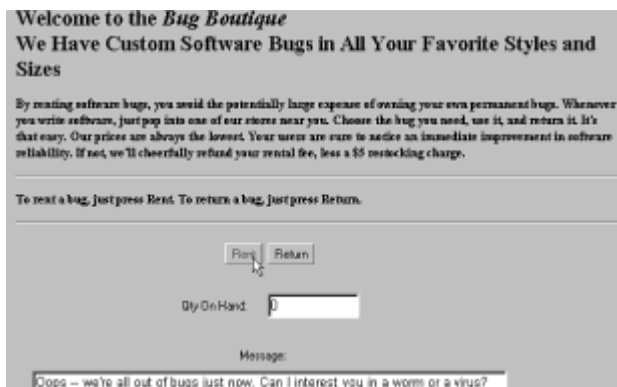 Welcome to the Bug Boutique
We Have Custom Software Bugs in All Your Favorite Styles and
Sizes
By renting software bugs, you avoid the potentially large expense of owning your own permanent bugs. Whenever
you write software, just pop into one of our stores near you. Choose the bug you need, use it, and return it. It's
that easy. Our prices are always the lowest. Your users are sure to notice an immediate improvement in software
reliability. If not, we'll cheerfully refund your rental fee, less a $5 restocking charge.
To rent a bug, just press Rent. To return a bug, just press Return.
Rent Return
Qty On Hand: 0
Message:
Oops -- we're all out of bugs just now. Can I interest you in a worm or a virus?